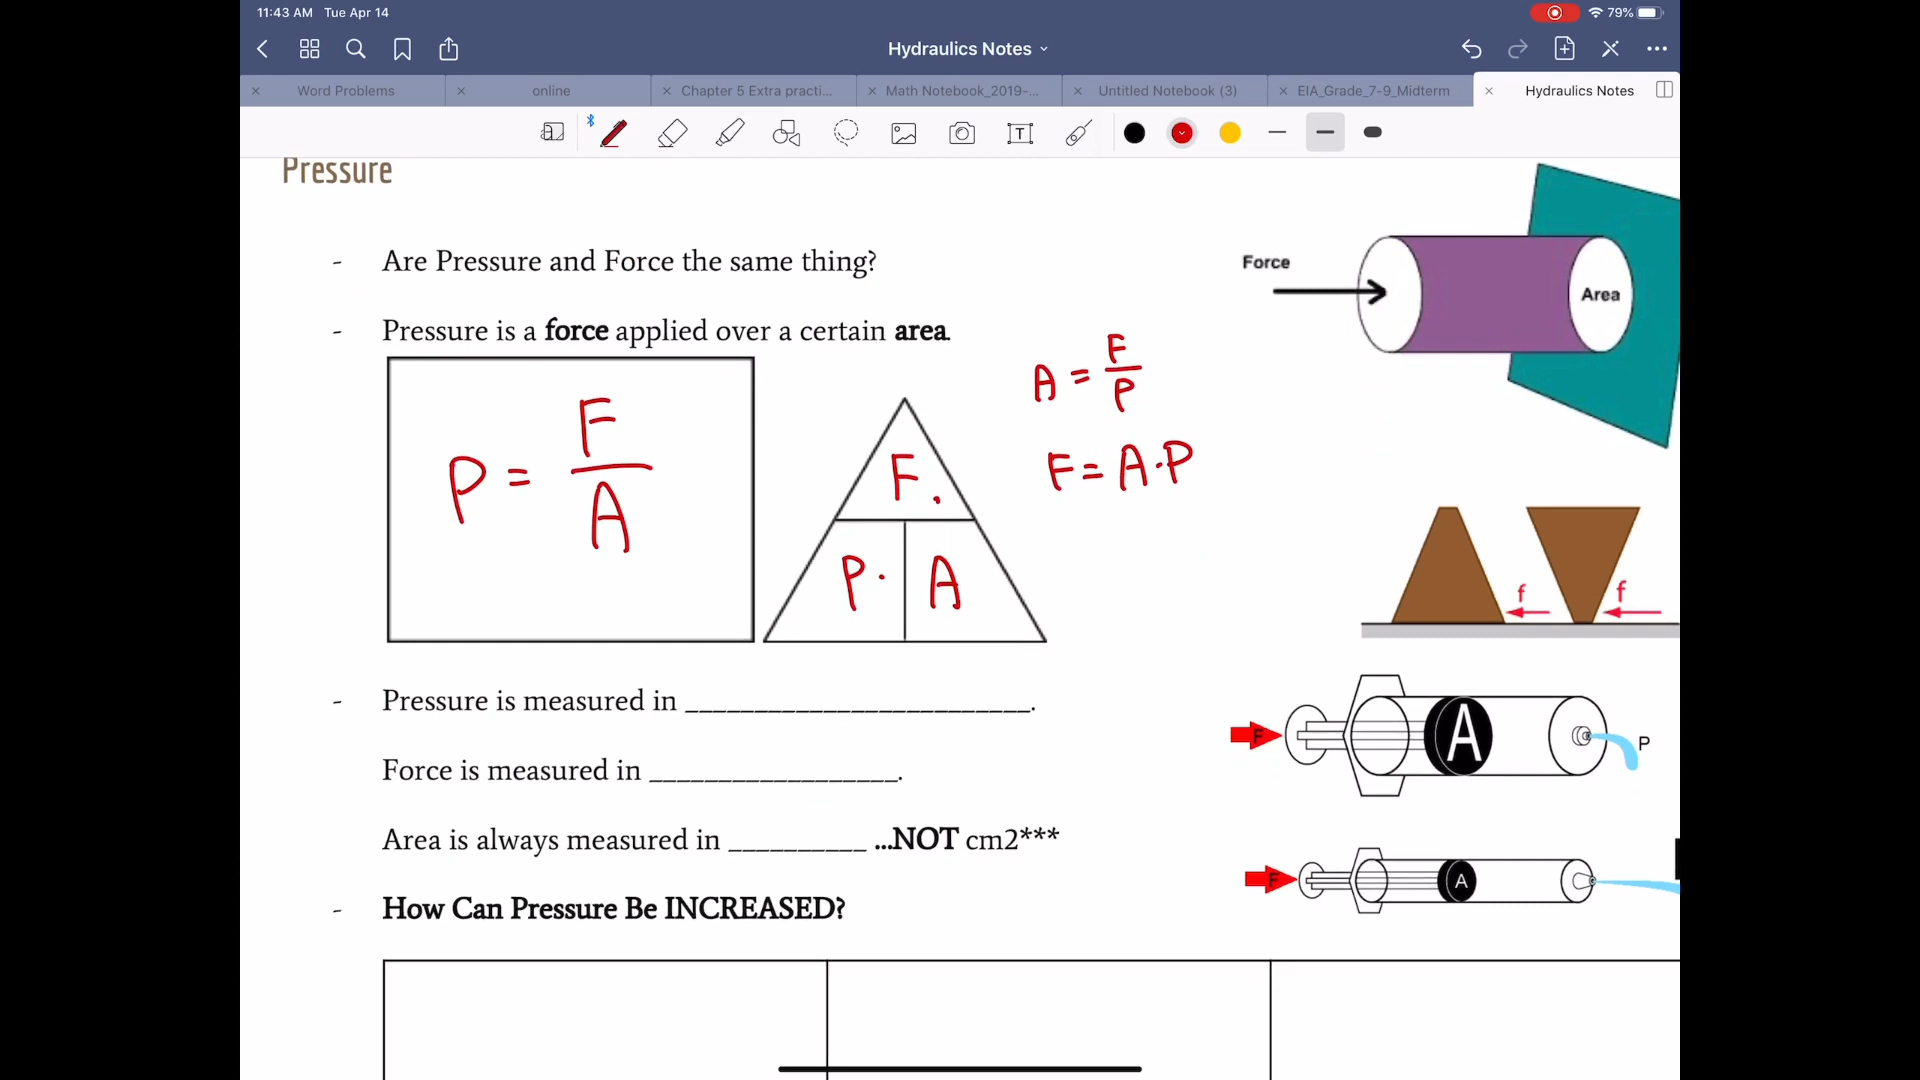 11:43 AM Tue Apr 14
79%
Hydraulics Notes
Word Problems
online
Chapter 5 Extra practi...
Math Notebook_2019-...
Untitled Notebook (3)
EIA_Grade_7-9_Midterm
Hydraulics Notes
Pressure
- Are Pressure and Force the same thing?
Force
Area
- Pressure is a force applied over a certain area.
A = F/P
P = F/A
F = A·P
F.
P. A
f f
- Pressure is measured in _________________________.
F A P
Force is measured in __________________.
Area is always measured in __________ ...NOT cm2***
F A
- How Can Pressure Be INCREASED?